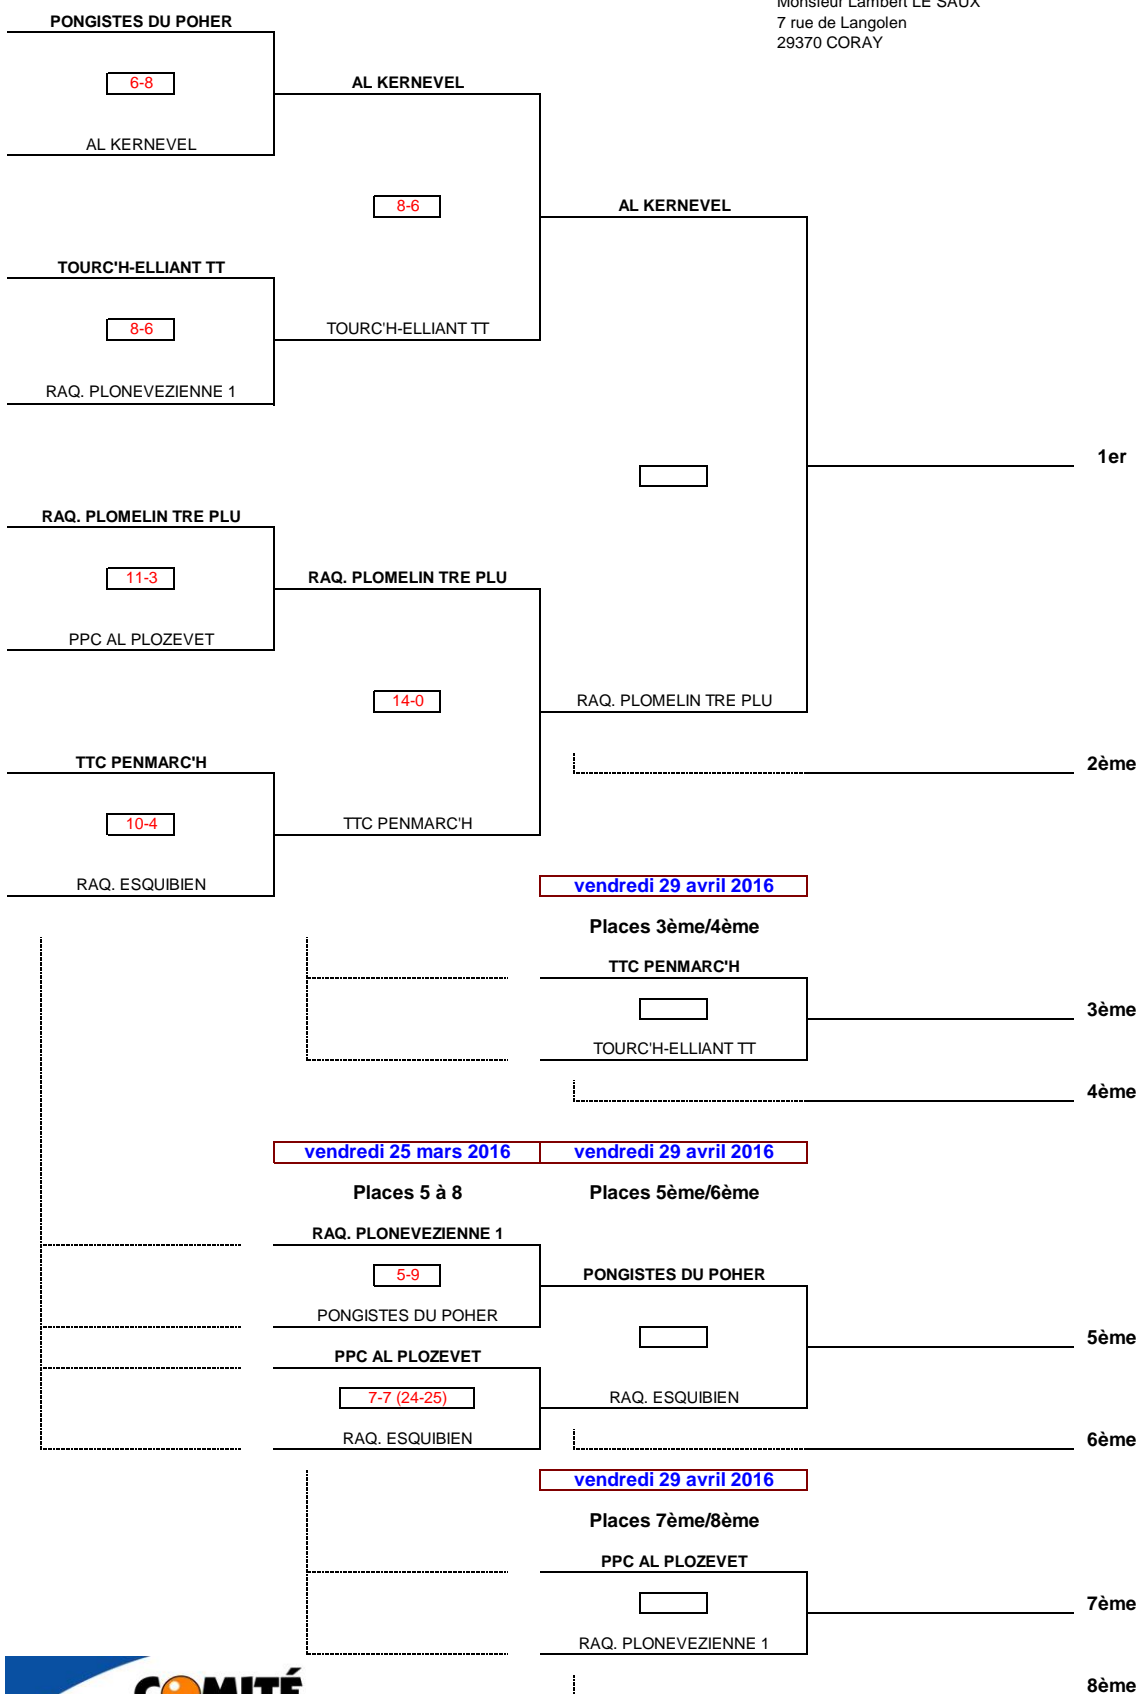 Monsieur Lambert LE SAUX
7 rue de Langolen
29370 CORAY
PONGISTES DU POHER
6-8
AL KERNEVEL
AL KERNEVEL
8-6
AL KERNEVEL
TOURC'H-ELLIANT TT
8-6
TOURC'H-ELLIANT TT
RAQ. PLONEVEZIENNE 1
1er
RAQ. PLOMELIN TRE PLU
11-3
RAQ. PLOMELIN TRE PLU
PPC AL PLOZEVET
14-0
RAQ. PLOMELIN TRE PLU
TTC PENMARC'H
2ème
10-4
TTC PENMARC'H
RAQ. ESQUIBIEN
vendredi 29 avril 2016
Places 3ème/4ème
TTC PENMARC'H
3ème
TOURC'H-ELLIANT TT
4ème
vendredi 25 mars 2016
vendredi 29 avril 2016
Places 5 à 8
Places 5ème/6ème
RAQ. PLONEVEZIENNE 1
5-9
PONGISTES DU POHER
PONGISTES DU POHER
5ème
PPC AL PLOZEVET
7-7 (24-25)
RAQ. ESQUIBIEN
RAQ. ESQUIBIEN
6ème
vendredi 29 avril 2016
Places 7ème/8ème
PPC AL PLOZEVET
7ème
RAQ. PLONEVEZIENNE 1
8ème
COMITÉ